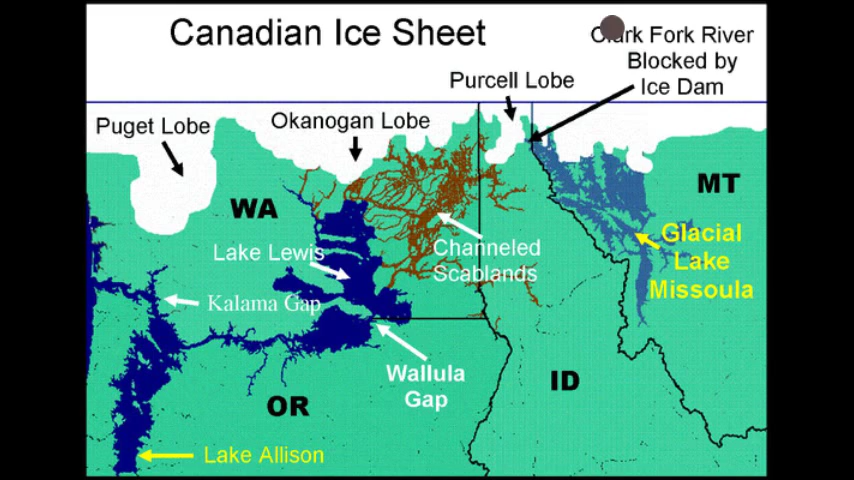 Canadian Ice Sheet
Clark Fork River
Blocked by
Ice Dam
Purcell Lobe
Okanogan Lobe
Puget Lobe
WA
MT
Lake Lewis
Channeled
Scablands
Glacial
Lake
Missoula
Kalama Gap
Wallula
Gap
ID
OR
Lake Allison